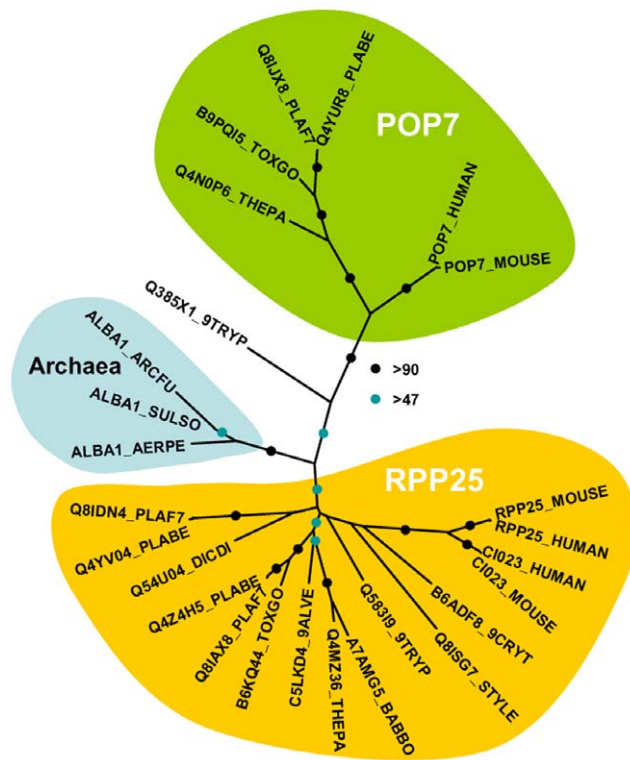 POP7
Q8IJX8_PLAF7
Q4YUR8_PLABE
B9PQI5_TOXGO
Q4N0P6_THEPA
POP7_HUMAN
POP7_MOUSE
Q385X1_9TRYP
>90
>47
Archaea
ALBA1_ARCFU
ALBA1_SULSO
ALBA1_AERPE
RPP25
Q8IDN4_PLAF7
Q4YV04_PLABE
Q54U04_DICDI
Q4Z4H5_PLABE
Q8IAX8_PLAF7
B6KQ44_TOXGO
C5LKD4_9ALVE
Q4MZ36_THEPA
A7AMG5_BABBO
Q583I9_9TRYP
Q8ISG7_STYLE
B6ADF8_9CRYT
CI023_MOUSE
CI023_HUMAN
RPP25_HUMAN
RPP25_MOUSE